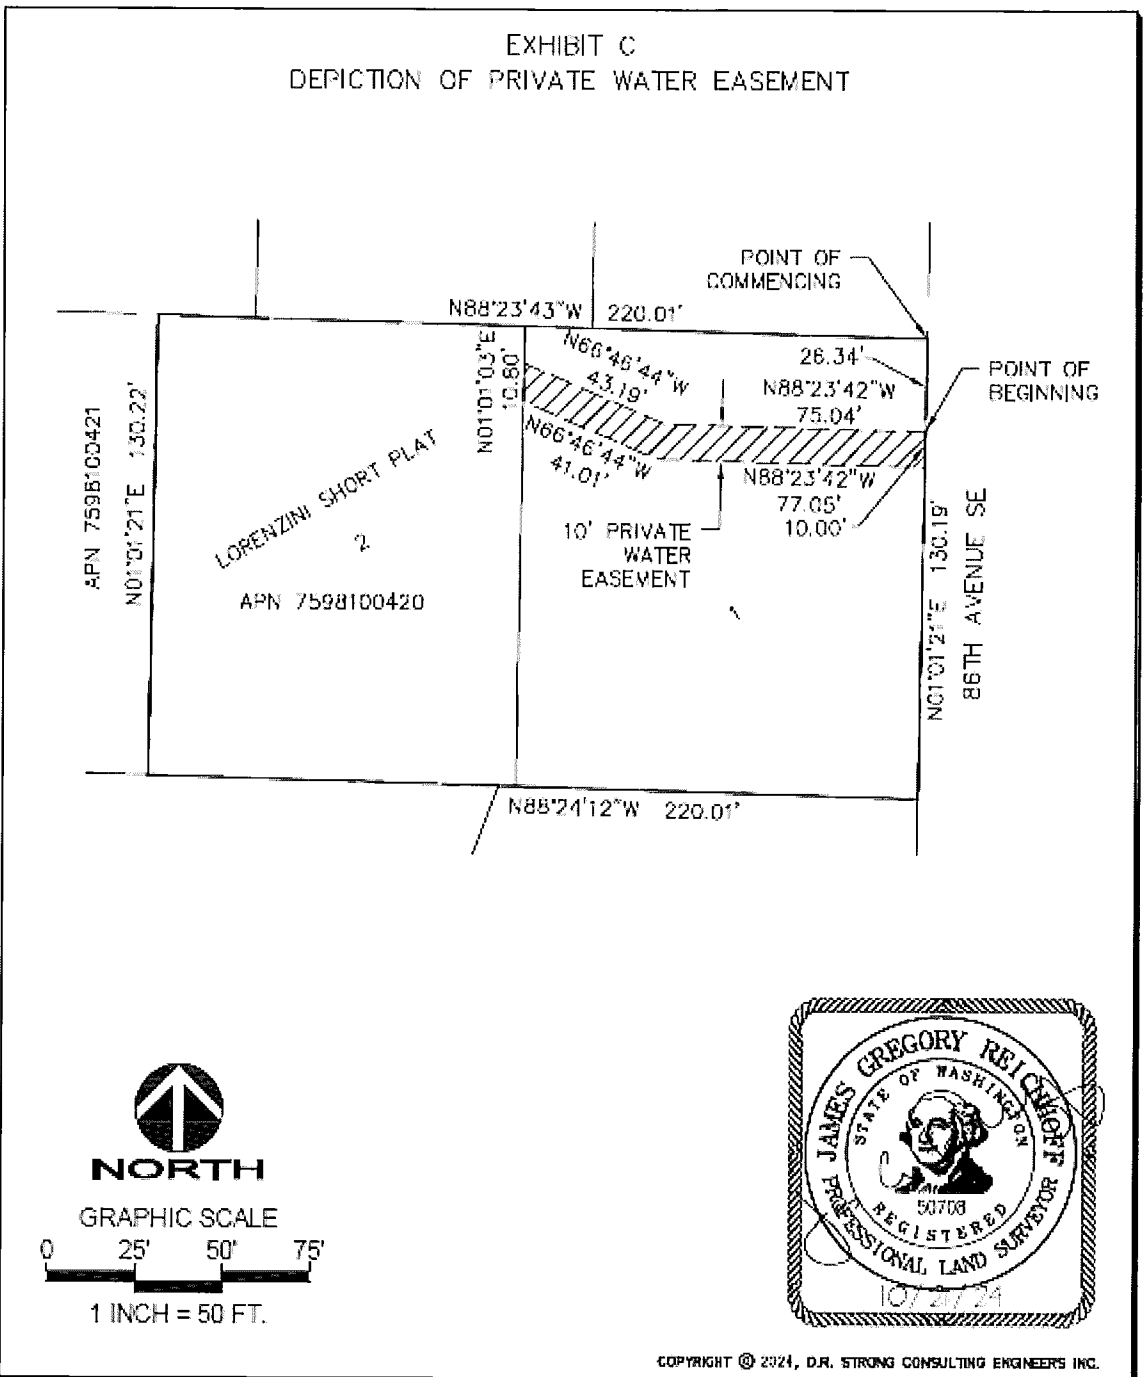 EXHIBIT C
DEPICTION OF PRIVATE WATER EASEMENT
POINT OF
COMMENCING
N88°23'43"W 220.01'
26.34'
POINT OF
BEGINNING
N66°46'44"W
43.19'
N88°23'42"W
75.04'
N01°01'03"E
10.80'
N66°46'44"W
41.01'
N88°23'42"W
77.05'
10.00'
10' PRIVATE
WATER
EASEMENT
APN 7598100421
N01°01'21"E 130.22'
LORENZINI SHORT PLAT
2
APN 7598100420
N01°01'21"E 130.19'
86TH AVENUE SE
N88°24'12"W 220.01'
NORTH
GRAPHIC SCALE
0 25' 50' 75'
1 INCH = 50 FT.
JAMES GREGORY REICHHOFF
STATE OF WASHINGTON
50708
REGISTERED
PROFESSIONAL LAND SURVEYOR
COPYRIGHT © 2024, D.R. STRONG CONSULTING ENGINEERS INC.